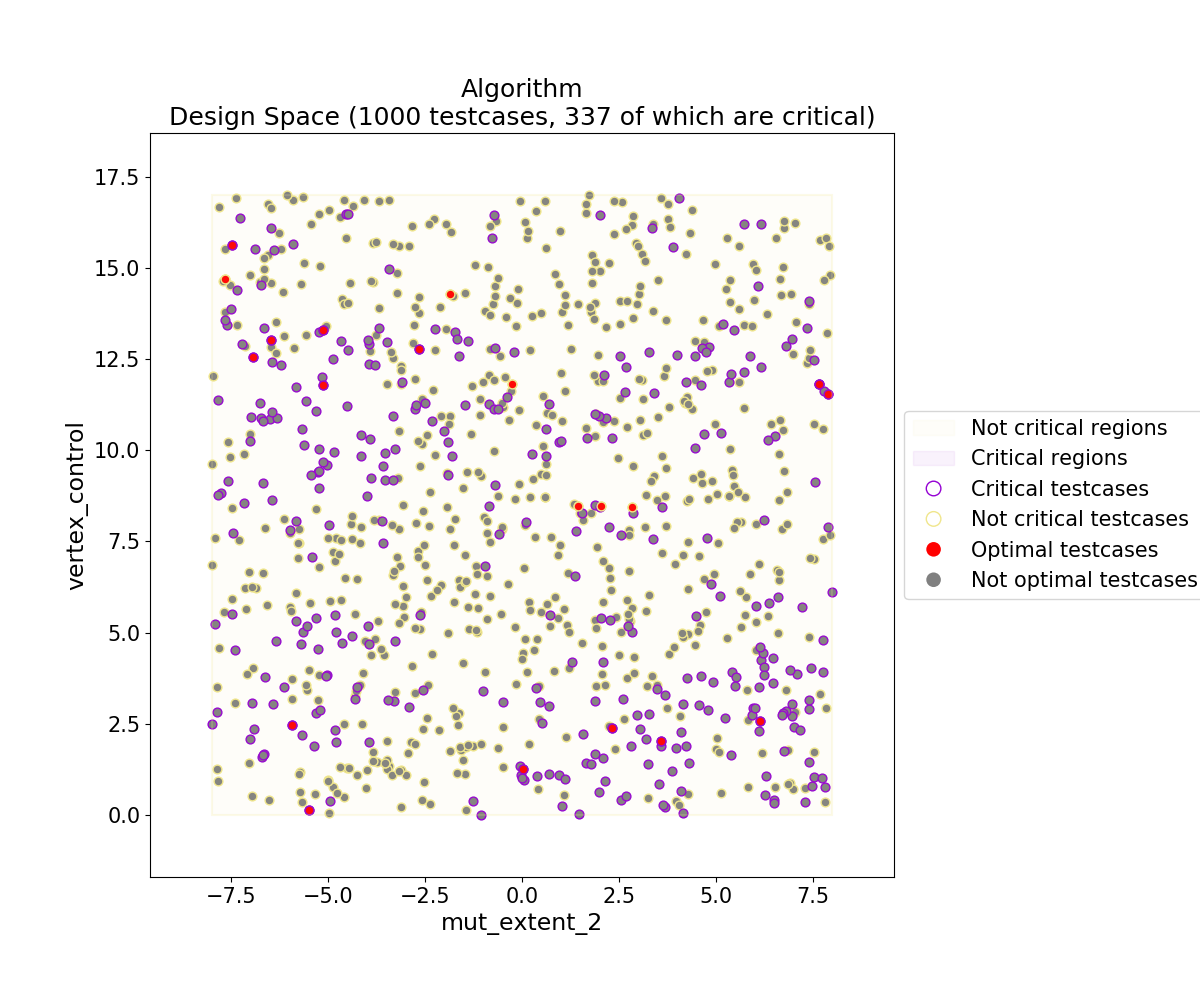 Algorithm
Design Space (1000 testcases, 337 of which are critical)
17.5
15.0
12.5
10.0
7.5
5.0
2.5
0.0
vertex_control
−7.5 −5.0 −2.5 0.0 2.5 5.0 7.5
mut_extent_2
Not critical regions
Critical regions
Critical testcases
Not critical testcases
Optimal testcases
Not optimal testcases